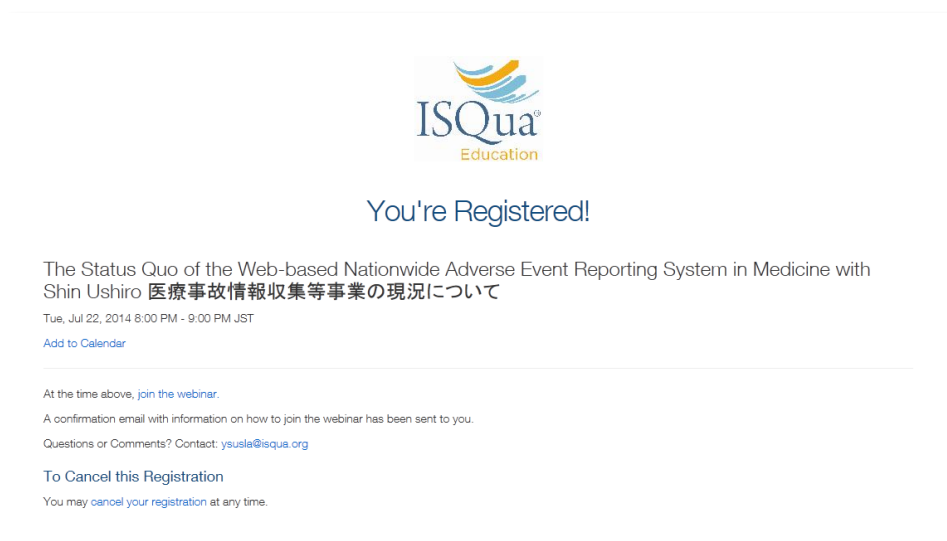 ISQua®
Education
You're Registered!
The Status Quo of the Web-based Nationwide Adverse Event Reporting System in Medicine with
Shin Ushiro 医療事故情報収集等事業の現況について
Tue, Jul 22, 2014 8:00 PM - 9:00 PM JST
Add to Calendar
At the time above, join the webinar.
A confirmation email with information on how to join the webinar has been sent to you.
Questions or Comments? Contact: ysusla@isqua.org
To Cancel this Registration
You may cancel your registration at any time.